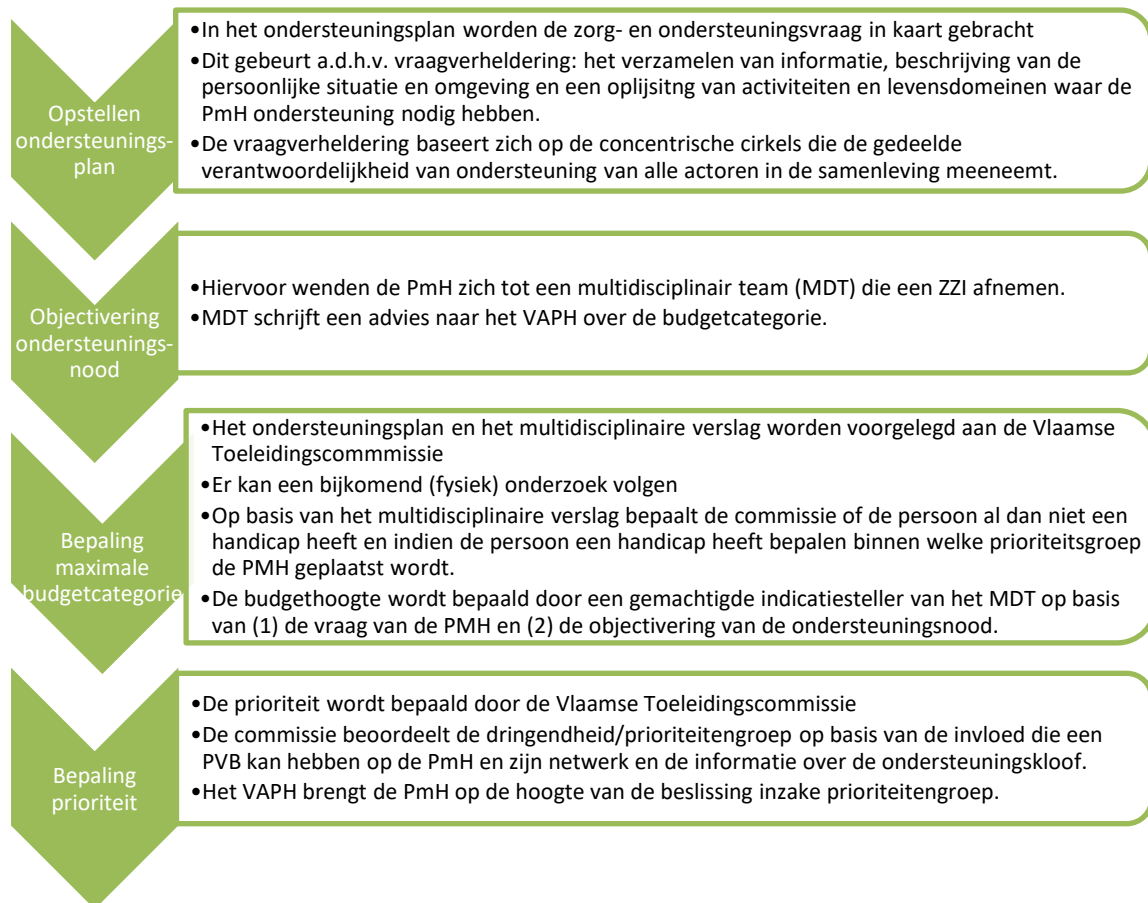 Opstellen
ondersteunings-
plan
•In het ondersteuningsplan worden de zorg- en ondersteuningsvraag in kaart gebracht
•Dit gebeurt a.d.h.v. vraagverheldering: het verzamelen van informatie, beschrijving van de
persoonlijke situatie en omgeving en een oplijsitng van activiteiten en levensdomeinen waar de
PmH ondersteuning nodig hebben.
•De vraagverheldering baseert zich op de concentrische cirkels die de gedeelde
verantwoordelijkheid van ondersteuning van alle actoren in de samenleving meeneemt.
Objectivering
ondersteunings-
nood
•Hiervoor wenden de PmH zich tot een multidisciplinair team (MDT) die een ZZI afnemen.
•MDT schrijft een advies naar het VAPH over de budgetcategorie.
Bepaling
maximale
budgetcategorie
•Het ondersteuningsplan en het multidisciplinaire verslag worden voorgelegd aan de Vlaamse
Toeleidingscommmissie
•Er kan een bijkomend (fysiek) onderzoek volgen
•Op basis van het multidisciplinaire verslag bepaalt de commissie of de persoon al dan niet een
handicap heeft en indien de persoon een handicap heeft bepalen binnen welke prioriteitsgroep
de PMH geplaatst wordt.
•De budgethoogte wordt bepaald door een gemachtigde indicatiesteller van het MDT op basis
van (1) de vraag van de PMH en (2) de objectivering van de ondersteuningsnood.
Bepaling
prioriteit
•De prioriteit wordt bepaald door de Vlaamse Toeleidingscommissie
•De commissie beoordeelt de dringendheid/prioriteitengroep op basis van de invloed die een
PVB kan hebben op de PmH en zijn netwerk en de informatie over de ondersteuningskloof.
•Het VAPH brengt de PmH op de hoogte van de beslissing inzake prioriteitengroep.